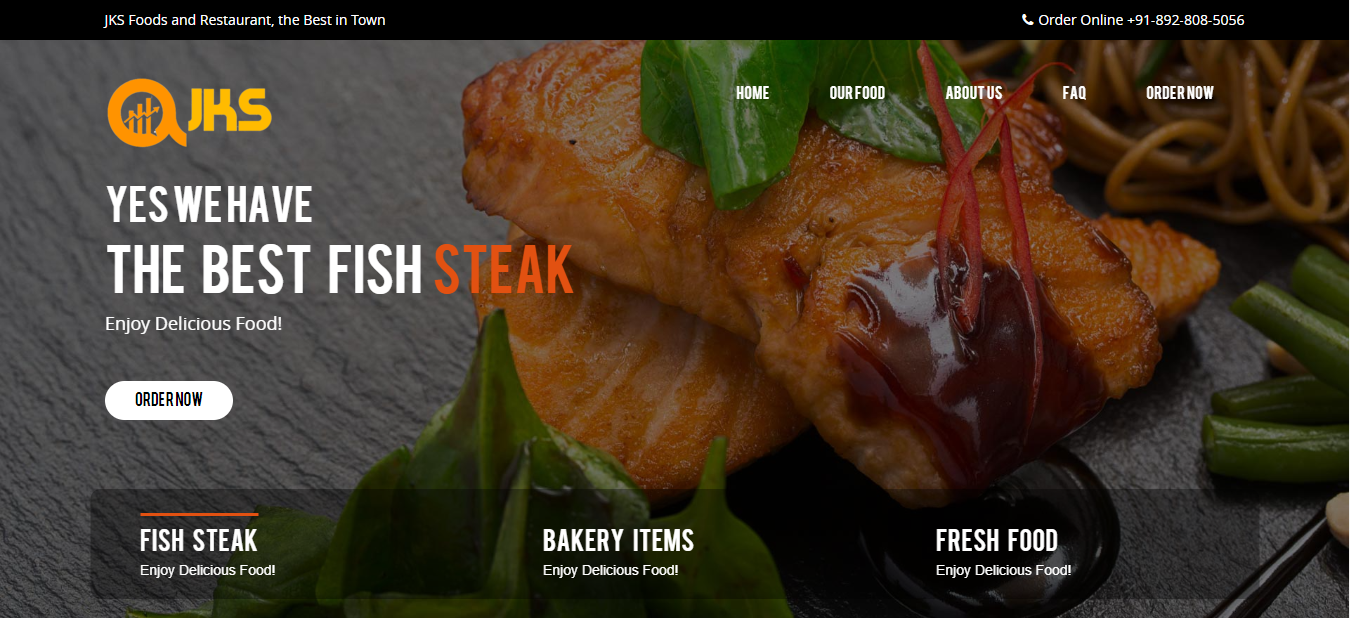 JKS Foods and Restaurant, the Best in Town
Order Online +91-892-808-5056
JKS
HOME
OUR FOOD
ABOUT US
FAQ
ORDER NOW
YES WE HAVE
THE BEST FISH STEAK
Enjoy Delicious Food!
ORDER NOW
FISH STEAK
Enjoy Delicious Food!
BAKERY ITEMS
Enjoy Delicious Food!
FRESH FOOD
Enjoy Delicious Food!